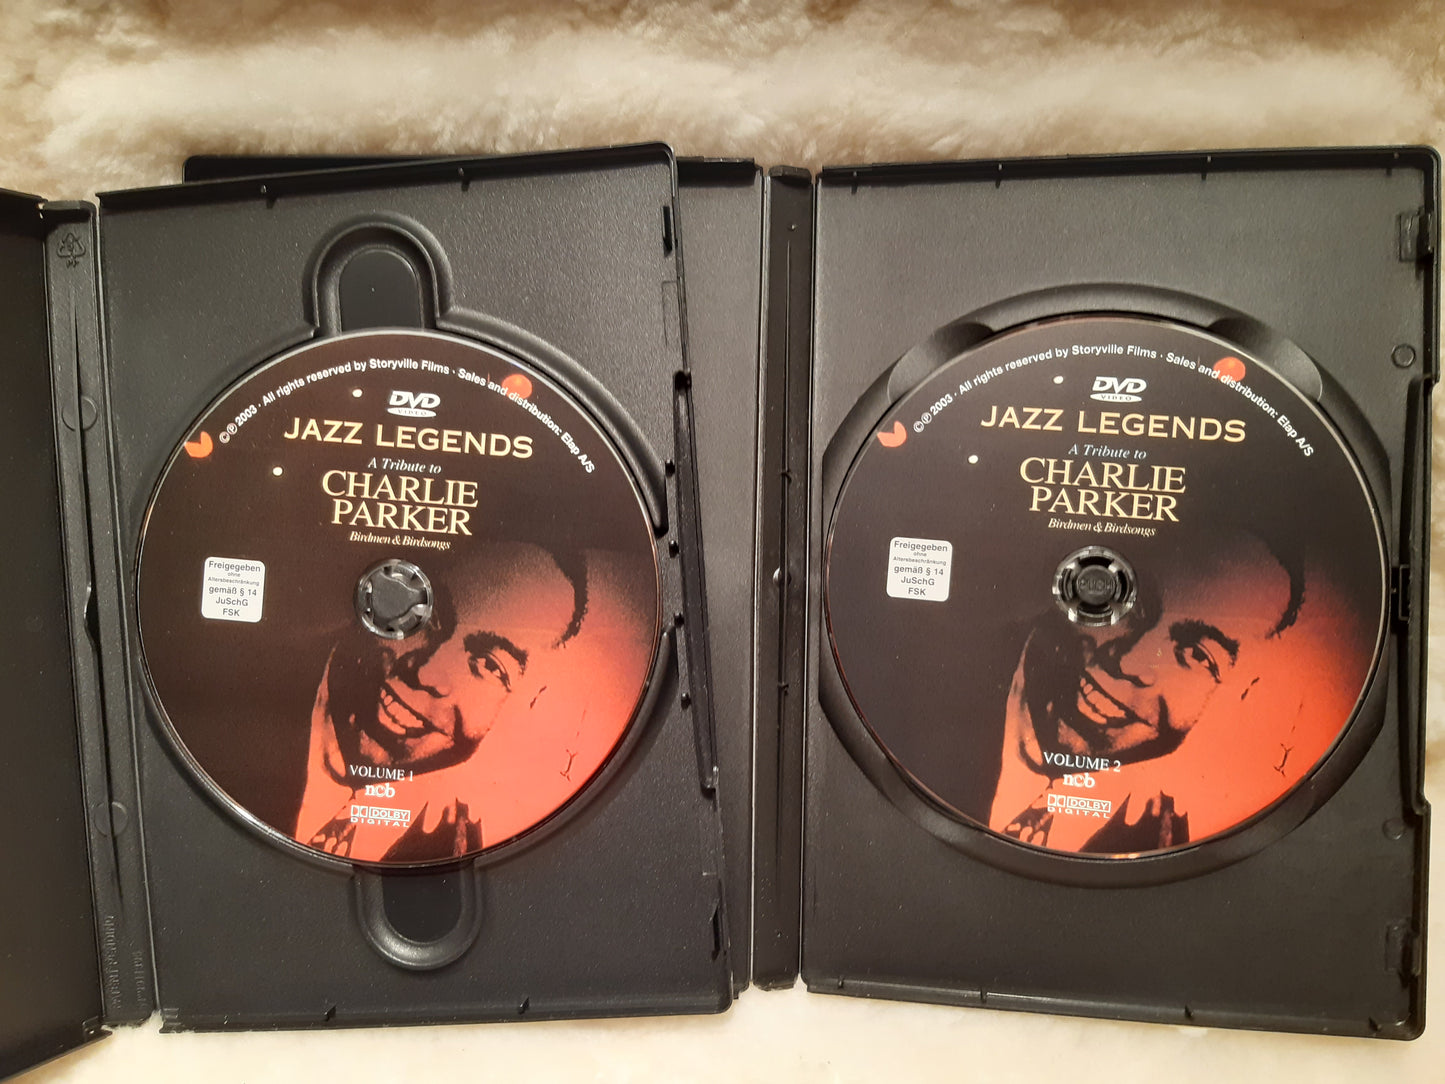 ©℗ 2003 · All rights reserved by Storyville Films · Sales and distribution: Elap A/S
DVD
VIDEO
JAZZ LEGENDS
A Tribute to
CHARLIE
PARKER
Birdmen & Birdsongs
Freigegeben
ohne
Altersbeschränkung
gemäß § 14
JuSchG
FSK
VOLUME 1
ncb
DOLBY
DIGITAL
©℗ 2003 · All rights reserved by Storyville Films · Sales and distribution: Elap A/S
DVD
VIDEO
JAZZ LEGENDS
A Tribute to
CHARLIE
PARKER
Birdmen & Birdsongs
Freigegeben
ohne
Altersbeschränkung
gemäß § 14
JuSchG
FSK
VOLUME 2
ncb
DOLBY
DIGITAL
PATENT PENDING